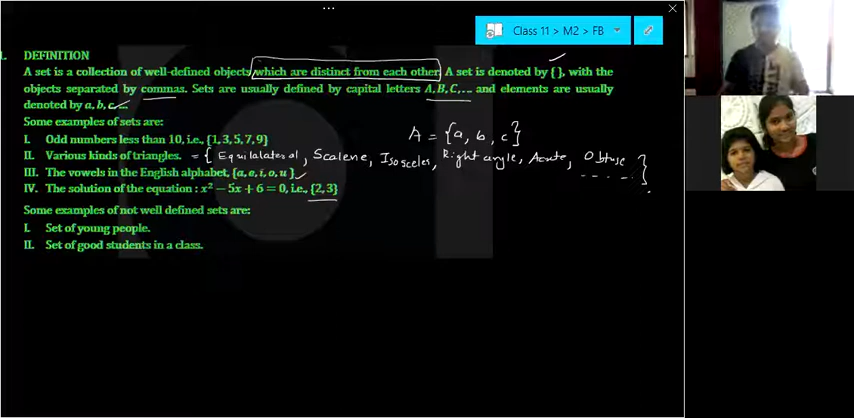 ...
Class 11 > M2 > FB
I. DEFINITION
A set is a collection of well-defined objects which are distinct from each other. A set is denoted by { }, with the
objects separated by commas. Sets are usually defined by capital letters A, B, C,... and elements are usually
denoted by a, b, c...
Some examples of sets are:
A = {a, b, c}
I. Odd numbers less than 10, i.e., {1, 3, 5, 7, 9}
II. Various kinds of triangles. = { Equilalateral, Scalene, Isosceles, Right angle, Acute, Obtuse
- - - - - }
III. The vowels in the English alphabet, {a, e, i, o, u}
IV. The solution of the equation : x² − 5x + 6 = 0, i.e., {2, 3}
Some examples of not well defined sets are:
I. Set of young people.
II. Set of good students in a class.